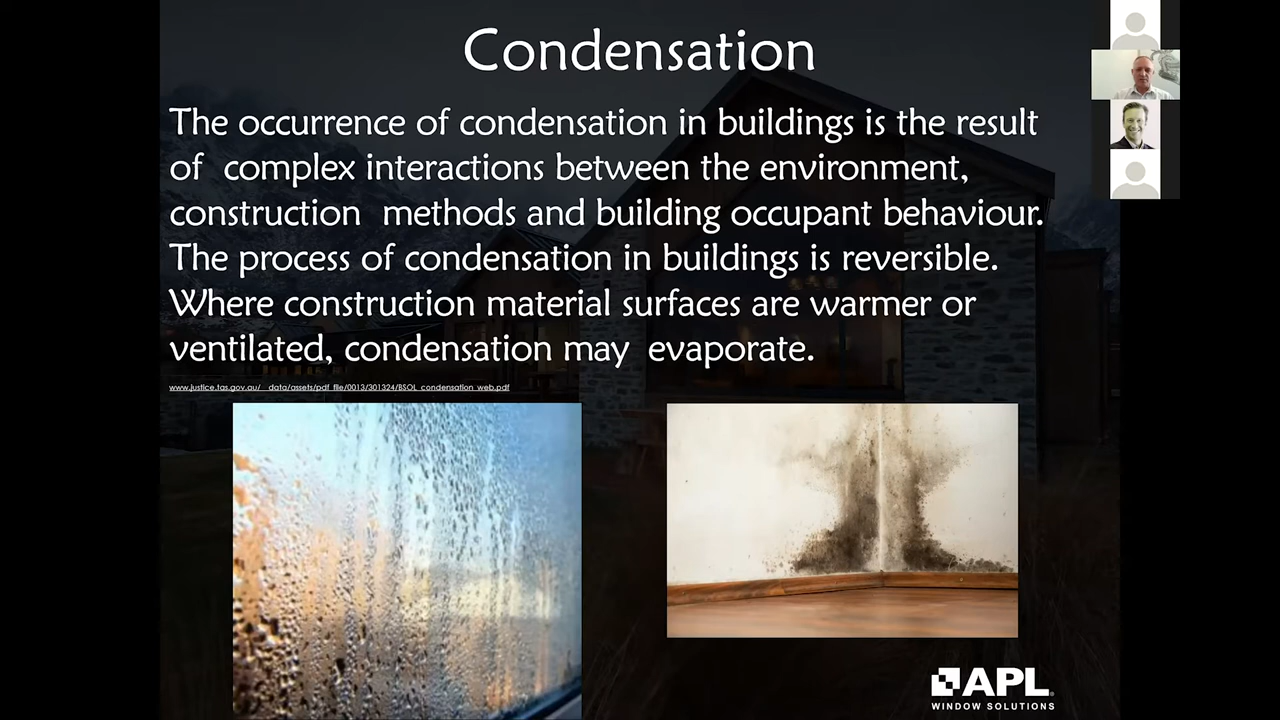 Condensation
The occurrence of condensation in buildings is the result
of complex interactions between the environment,
construction methods and building occupant behaviour.
The process of condensation in buildings is reversible.
Where construction material surfaces are warmer or
ventilated, condensation may evaporate.
www.justice.tas.gov.au/__data/assets/pdf_file/0013/301324/BSOL_condensation_web.pdf
APL
WINDOW SOLUTIONS